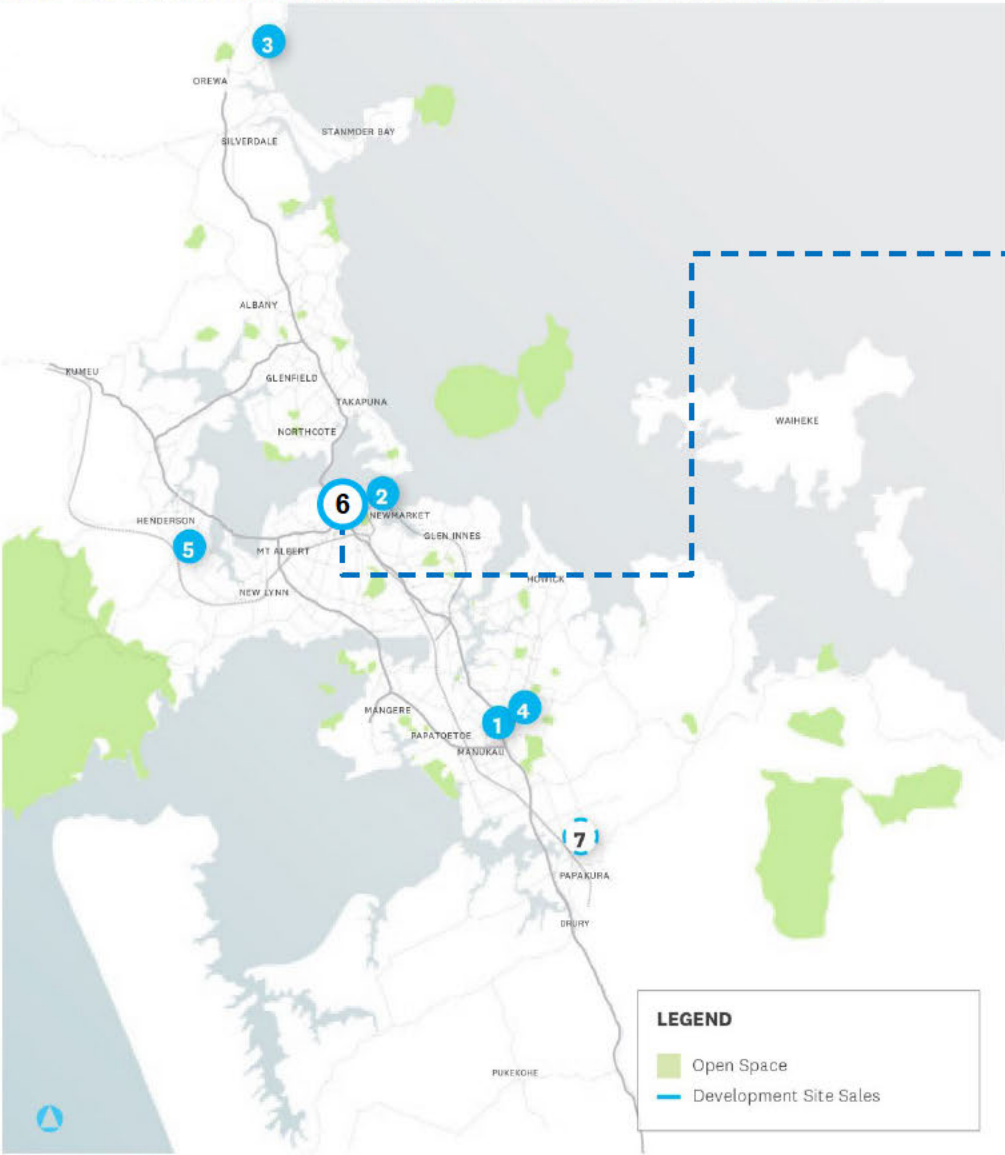 3
OREWA
STANMOER BAY
SILVERDALE
ALBANY
KUMEU
GLENFIELD
TAKAPUNA
WAIHEKE
NORTHCOTE
6
2
NEWMARKET
HENDERSON
GLEN INNES
5
MT ALBERT
HOWICK
NEW LYNN
MANGERE
4
1
PAPATOETOE
MANUKAU
7
PAPAKURA
DRURY
LEGEND
Open Space
PUKEKOHE
Development Site Sales